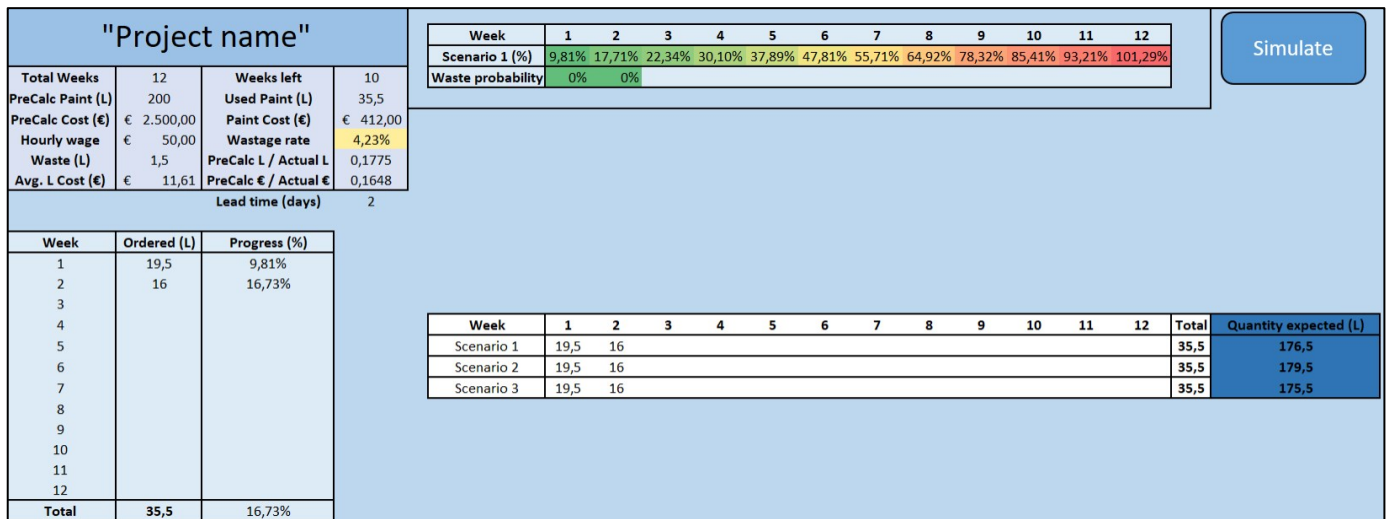 "Project name"
Total Weeks 12 Weeks left 10
PreCalc Paint (L) 200 Used Paint (L) 35,5
PreCalc Cost (€) € 2.500,00 Paint Cost (€) € 412,00
Hourly wage € 50,00 Wastage rate 4,23%
Waste (L) 1,5 PreCalc L / Actual L 0,1775
Avg. L Cost (€) € 11,61 PreCalc € / Actual € 0,1648
Lead time (days) 2
Week 1 2 3 4 5 6 7 8 9 10 11 12
Scenario 1 (%) 9,81% 17,71% 22,34% 30,10% 37,89% 47,81% 55,71% 64,92% 78,32% 85,41% 93,21% 101,29%
Waste probability 0% 0%
Simulate
Week Ordered (L) Progress (%)
1 19,5 9,81%
2 16 16,73%
3
4
5
6
7
8
9
10
11
12
Total 35,5 16,73%
Week 1 2 3 4 5 6 7 8 9 10 11 12 Total Quantity expected (L)
Scenario 1 19,5 16 35,5 176,5
Scenario 2 19,5 16 35,5 179,5
Scenario 3 19,5 16 35,5 175,5